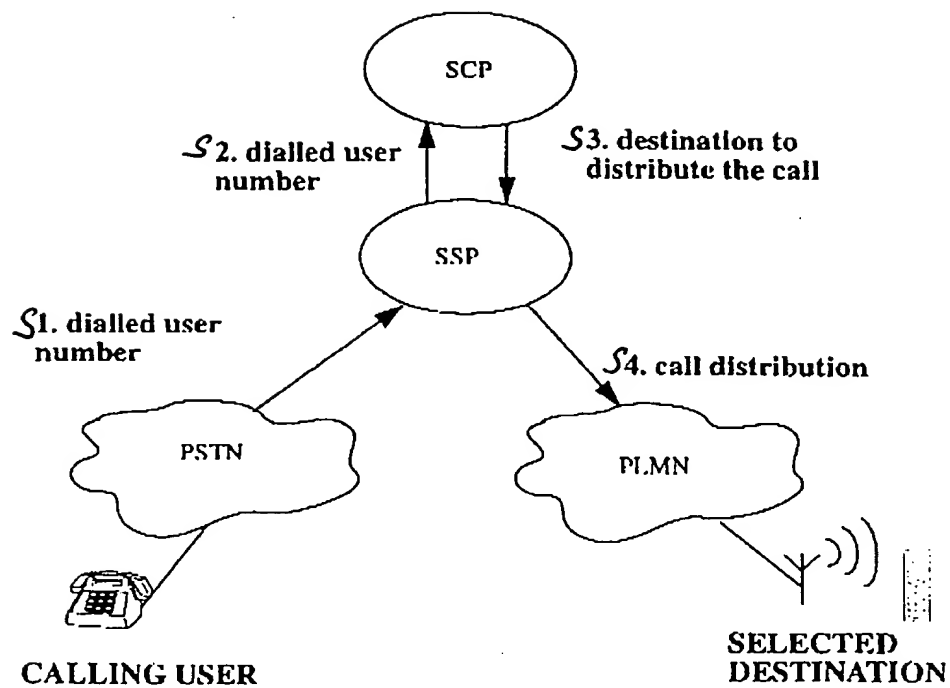 SCP
S2. dialled user
number
S3. destination to
distribute the call
SSP
S1. dialled user
number
S4. call distribution
PSTN
PLMN
CALLING USER
SELECTED
DESTINATION